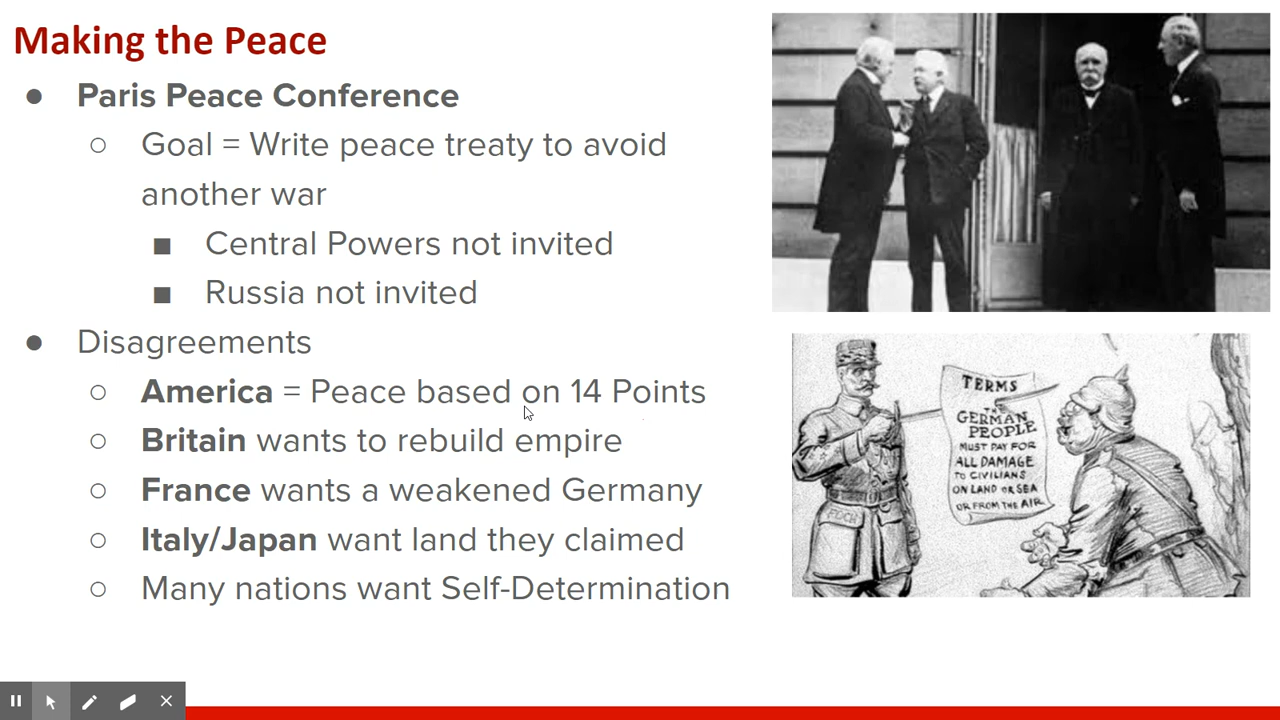 Making the Peace
● Paris Peace Conference
○ Goal = Write peace treaty to avoid
another war
■ Central Powers not invited
■ Russia not invited
● Disagreements
○ America = Peace based on 14 Points
○ Britain wants to rebuild empire
○ France wants a weakened Germany
○ Italy/Japan want land they claimed
○ Many nations want Self-Determination
TERMS
THE
GERMAN
PEOPLE
MUST PAY FOR
ALL DAMAGE
TO CIVILIANS
ON LAND OR SEA
OR FROM THE AIR
FOCH